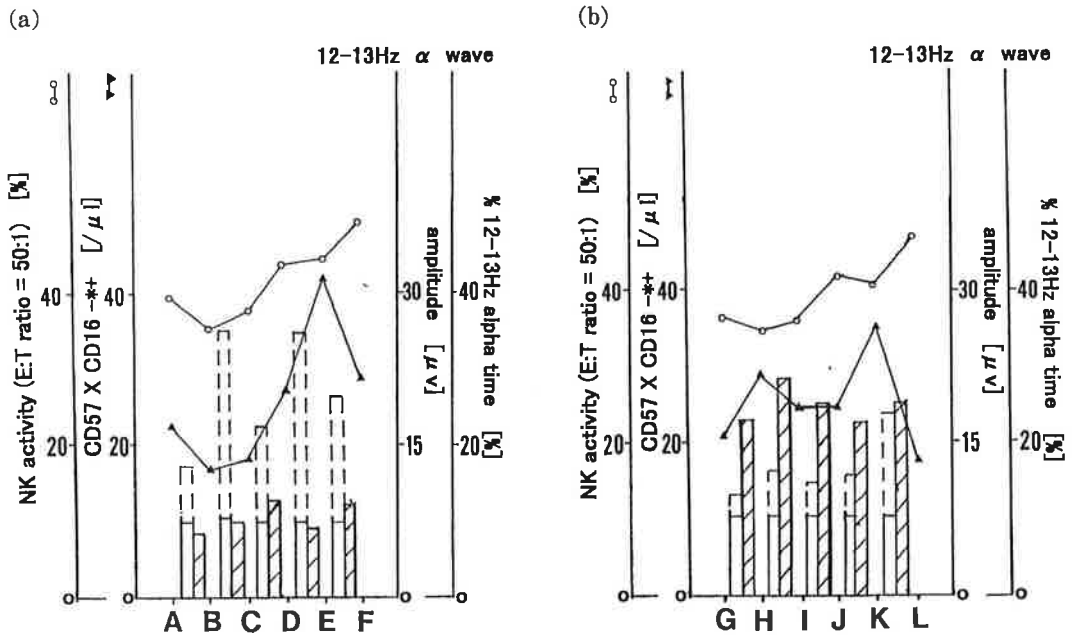 (a)
12-13Hz α wave
NK activity (E:T ratio = 50:1) [%]
40
20
0
CD57 X CD16 -*+ [/μl]
40
20
0
amplitude [μv]
30
15
0
% 12-13Hz alpha time [%]
40
20
0
A B C D E F
(b)
12-13Hz α wave
NK activity (E:T ratio = 50:1) [%]
40
20
0
CD57 X CD16 -*+ [/μl]
40
20
0
amplitude [μv]
30
15
0
% 12-13Hz alpha time [%]
40
20
0
G H I J K L